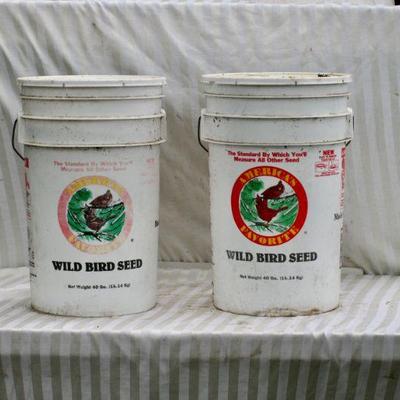 The Standard By Which You'll
Measure All Other Seed
AMERICA'S
FAVORITE
WILD BIRD SEED
Net Weight 40 lbs. (18.14 Kg)
The Standard By Which You'll
Measure All Other Seed
NEW
AMERICA'S
FAVORITE
WILD BIRD SEED
Net Weight 40 lbs. (18.14 Kg)